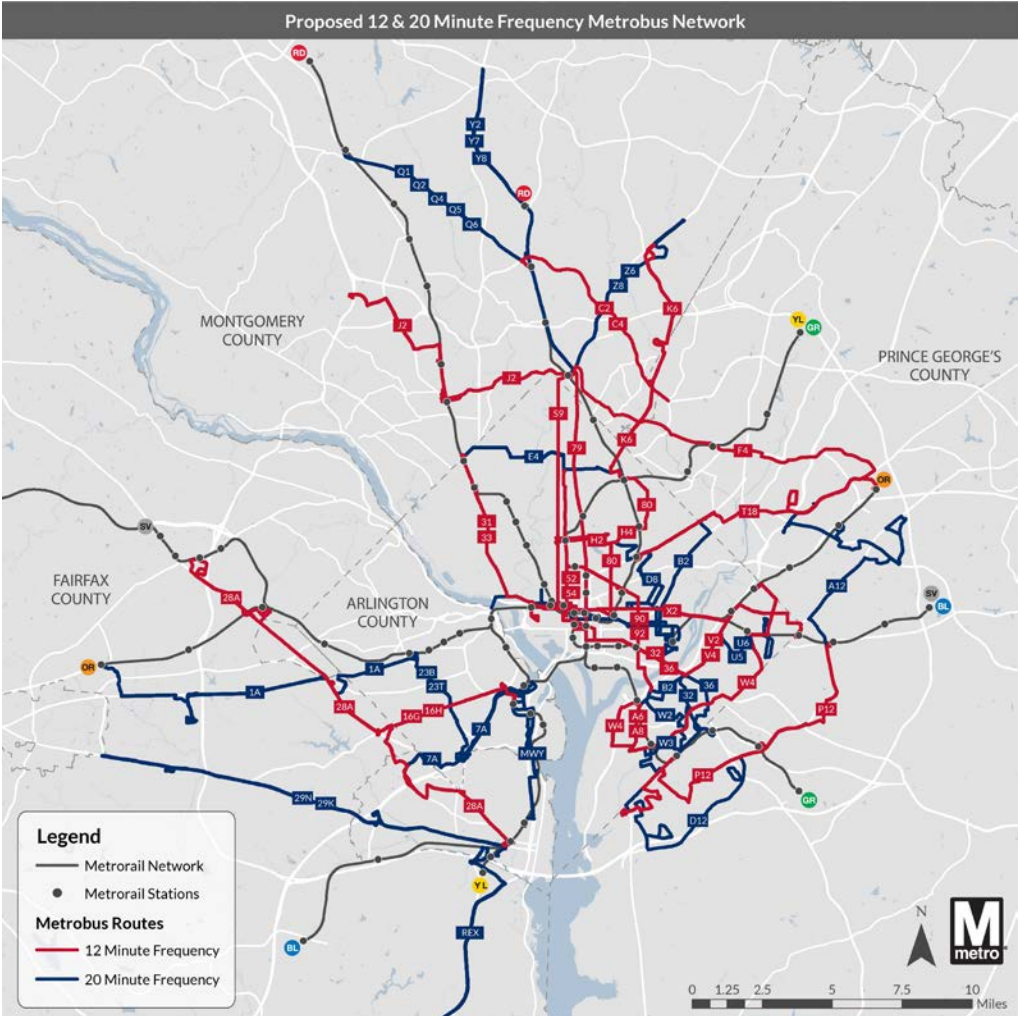 Proposed 12 & 20 Minute Frequency Metrobus Network
RD
Y2
Y7
Y8
Q1
Q2
Q4
Q5
Q6
RD
Z6
Z8
K6
C2
C4
J2
MONTGOMERY
COUNTY
YL
GR
PRINCE GEORGE'S
COUNTY
J2
S9
79
K6
F4
E4
OR
80
T18
SV
31
33
H4
H2
80
B2
D8
52
54
A12
FAIRFAX
COUNTY
28A
ARLINGTON
COUNTY
SV
BL
X2
90
92
V2
V4
U6
U5
32
36
OR
1A
1A
23B
23T
B2
32
36
W4
28A
16G
16H
7A
W4
A6
A8
W2
W3
P12
7A
MWY
P12
29N
29K
28A
D12
GR
YL
REX
BL
Legend
Metrorail Network
Metrorail Stations
Metrobus Routes
12 Minute Frequency
20 Minute Frequency
N
M
metro
0 1.25 2.5 5 7.5 10
Miles